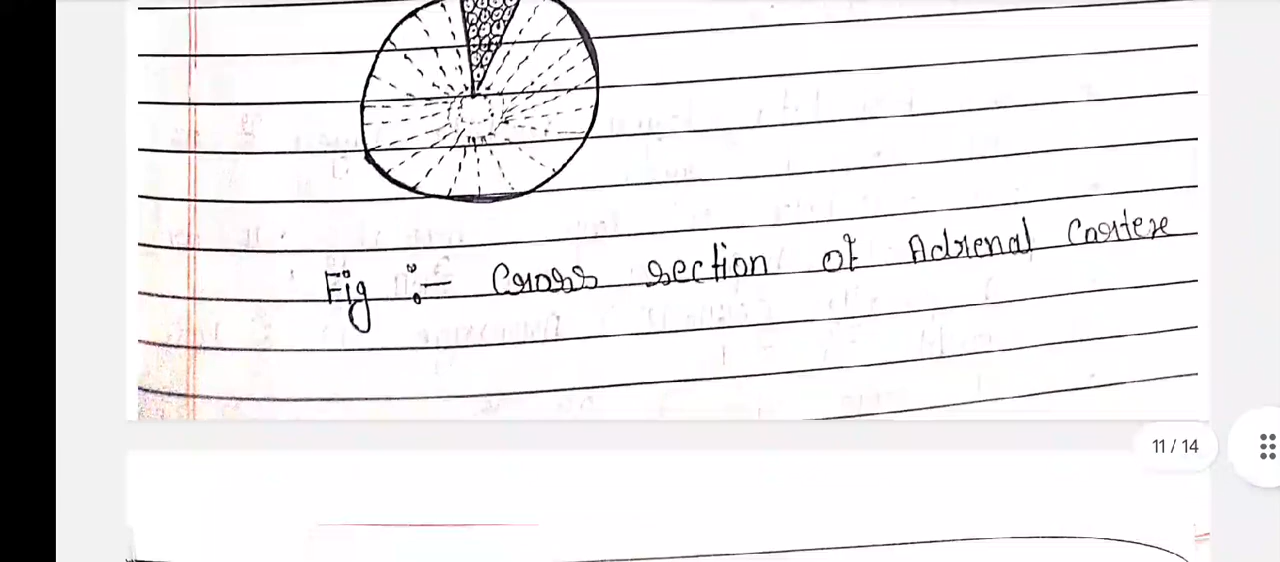 Fig :- Cross section of Adrenal Cortex
11 / 14